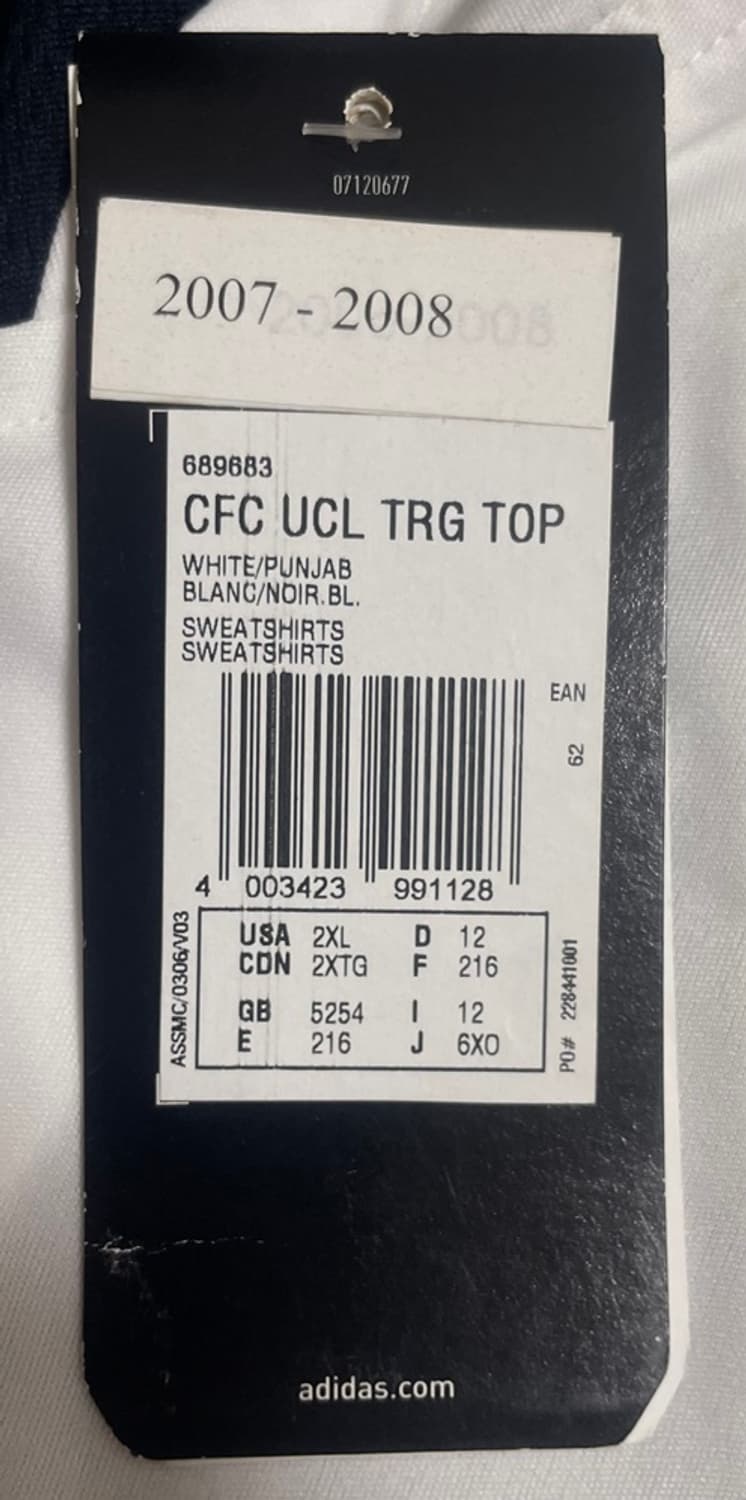 07120677
2007 - 2008
689683
CFC UCL TRG TOP
WHITE/PUNJAB
BLANC/NOIR.BL.
SWEATSHIRTS
SWEATSHIRTS
EAN
62
4 003423 991128
ASSMC/0306/V03
USA 2XL D 12
CDN 2XTG F 216
GB 5254 I 12
E 216 J 6XO
PO# 228441001
adidas.com